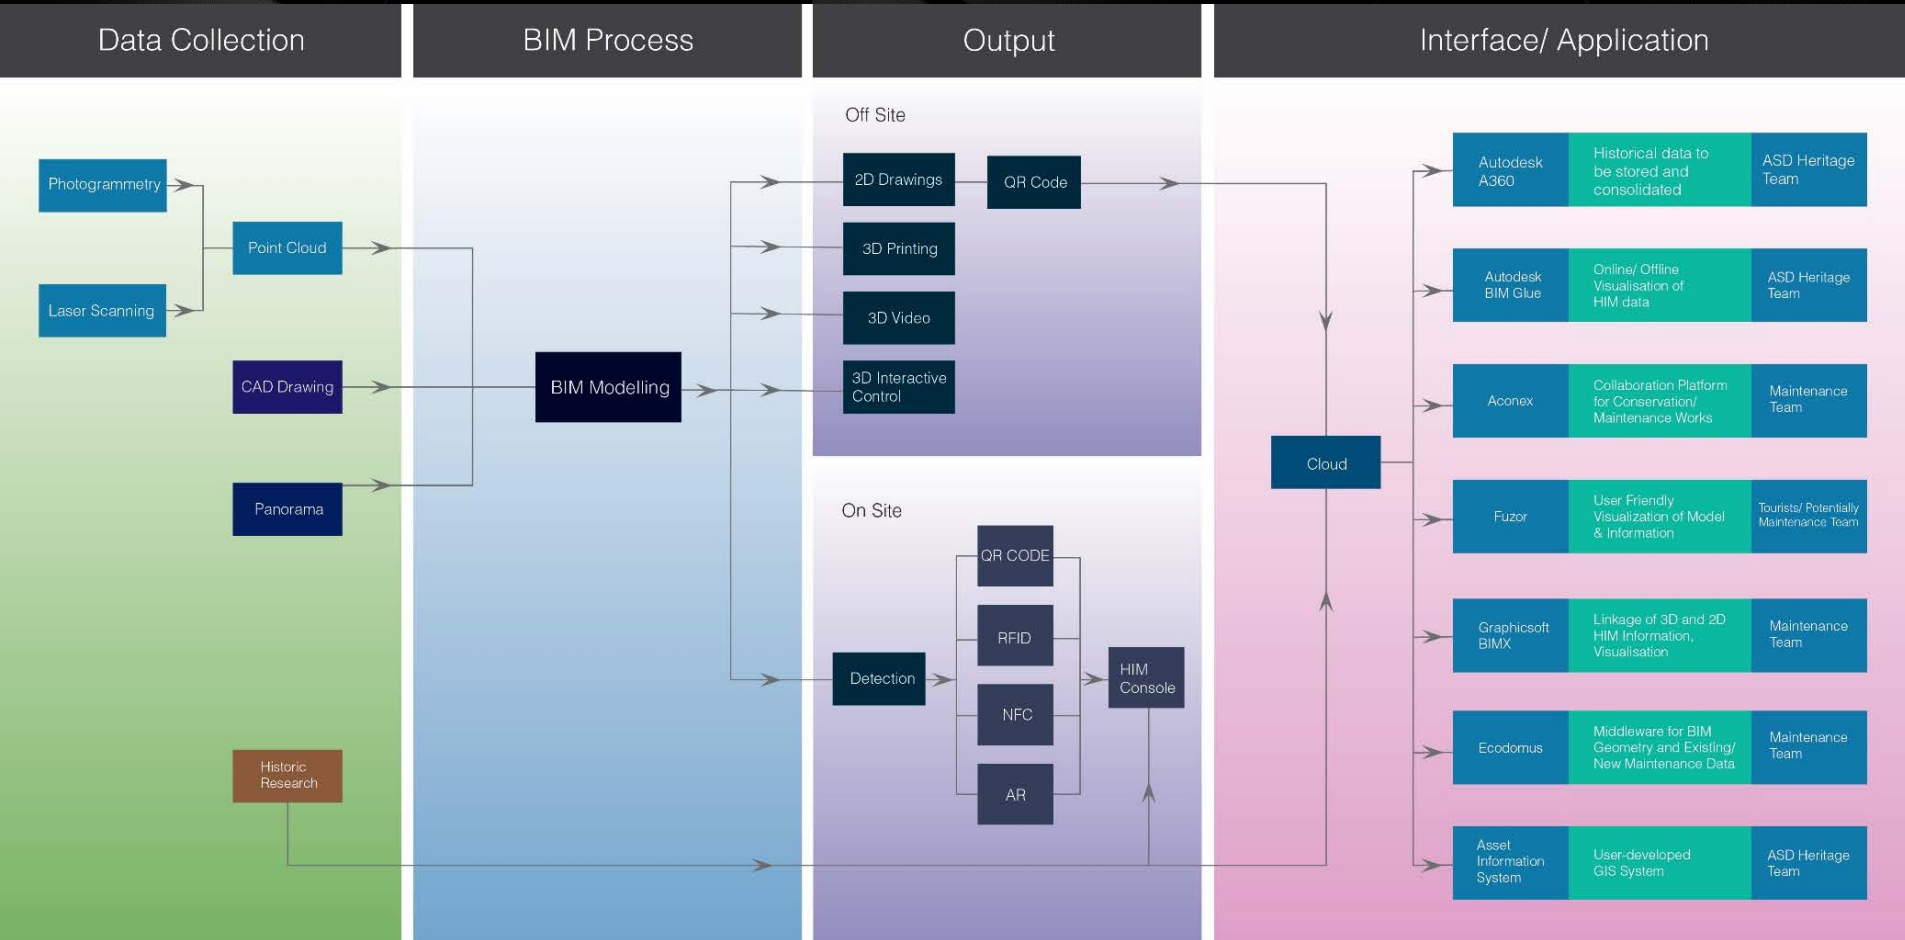 Data Collection
BIM Process
Output
Interface/ Application
Photogrammetry
Laser Scanning
Point Cloud
CAD Drawing
Panorama
Historic
Research
BIM Modelling
Off Site
2D Drawings
QR Code
3D Printing
3D Video
3D Interactive
Control
On Site
Detection
QR CODE
RFID
NFC
AR
HIM
Console
Cloud
Autodesk
A360
Historical data to
be stored and
consolidated
ASD Heritage
Team
Autodesk
BIM Glue
Online/ Offline
Visualisation of
HIM data
ASD Heritage
Team
Aconex
Collaboration Platform
for Conservation/
Maintenance Works
Maintenance
Team
Fuzor
User Friendly
Visualization of Model
& Information
Tourists/ Potentially
Maintenance Team
Graphicsoft
BIMX
Linkage of 3D and 2D
HIM Information,
Visualisation
Maintenance
Team
Ecodomus
Middleware for BIM
Geometry and Existing/
New Maintenance Data
Maintenance
Team
Asset
Information
System
User-developed
GIS System
ASD Heritage
Team